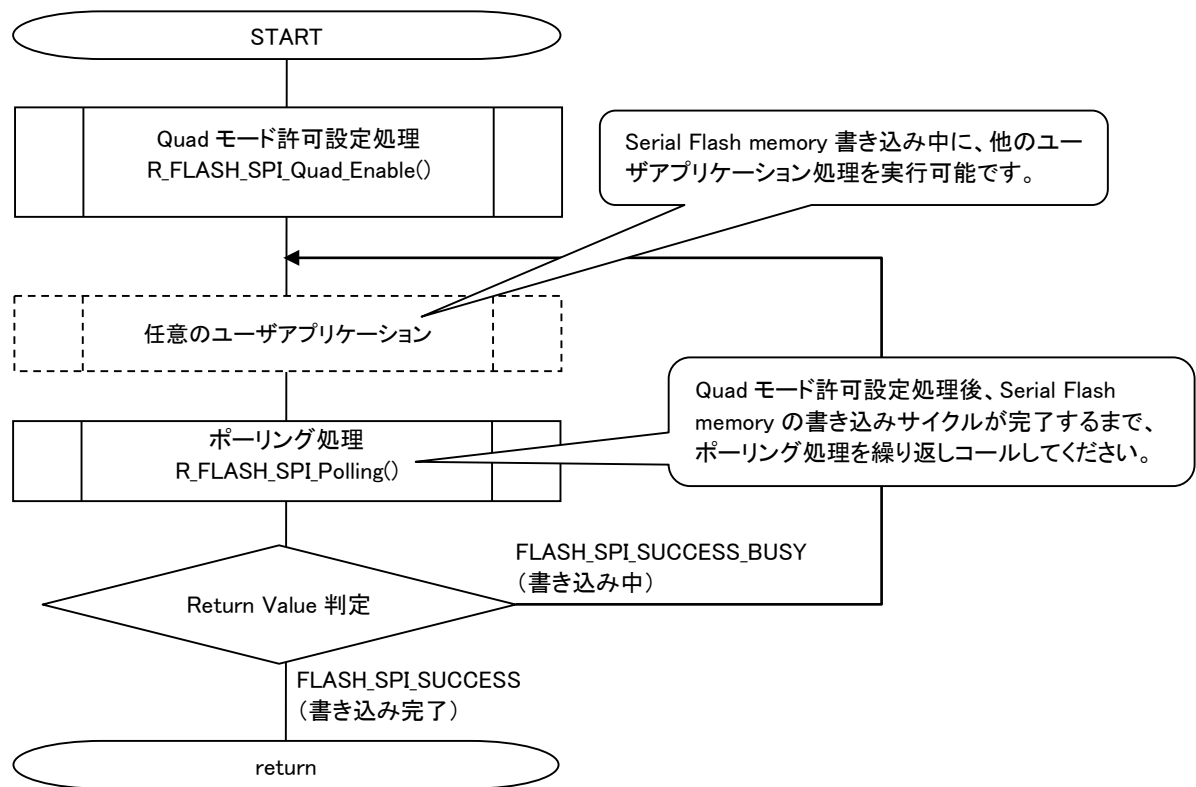 START
Quad モード許可設定処理
R_FLASH_SPI_Quad_Enable()
Serial Flash memory 書き込み中に、他のユー
ザアプリケーション処理を実行可能です。
任意のユーザアプリケーション
Quad モード許可設定処理後、Serial Flash
memory の書き込みサイクルが完了するまで、
ポーリング処理を繰り返しコールしてください。
ポーリング処理
R_FLASH_SPI_Polling()
FLASH_SPI_SUCCESS_BUSY
（書き込み中）
Return Value 判定
FLASH_SPI_SUCCESS
（書き込み完了）
return